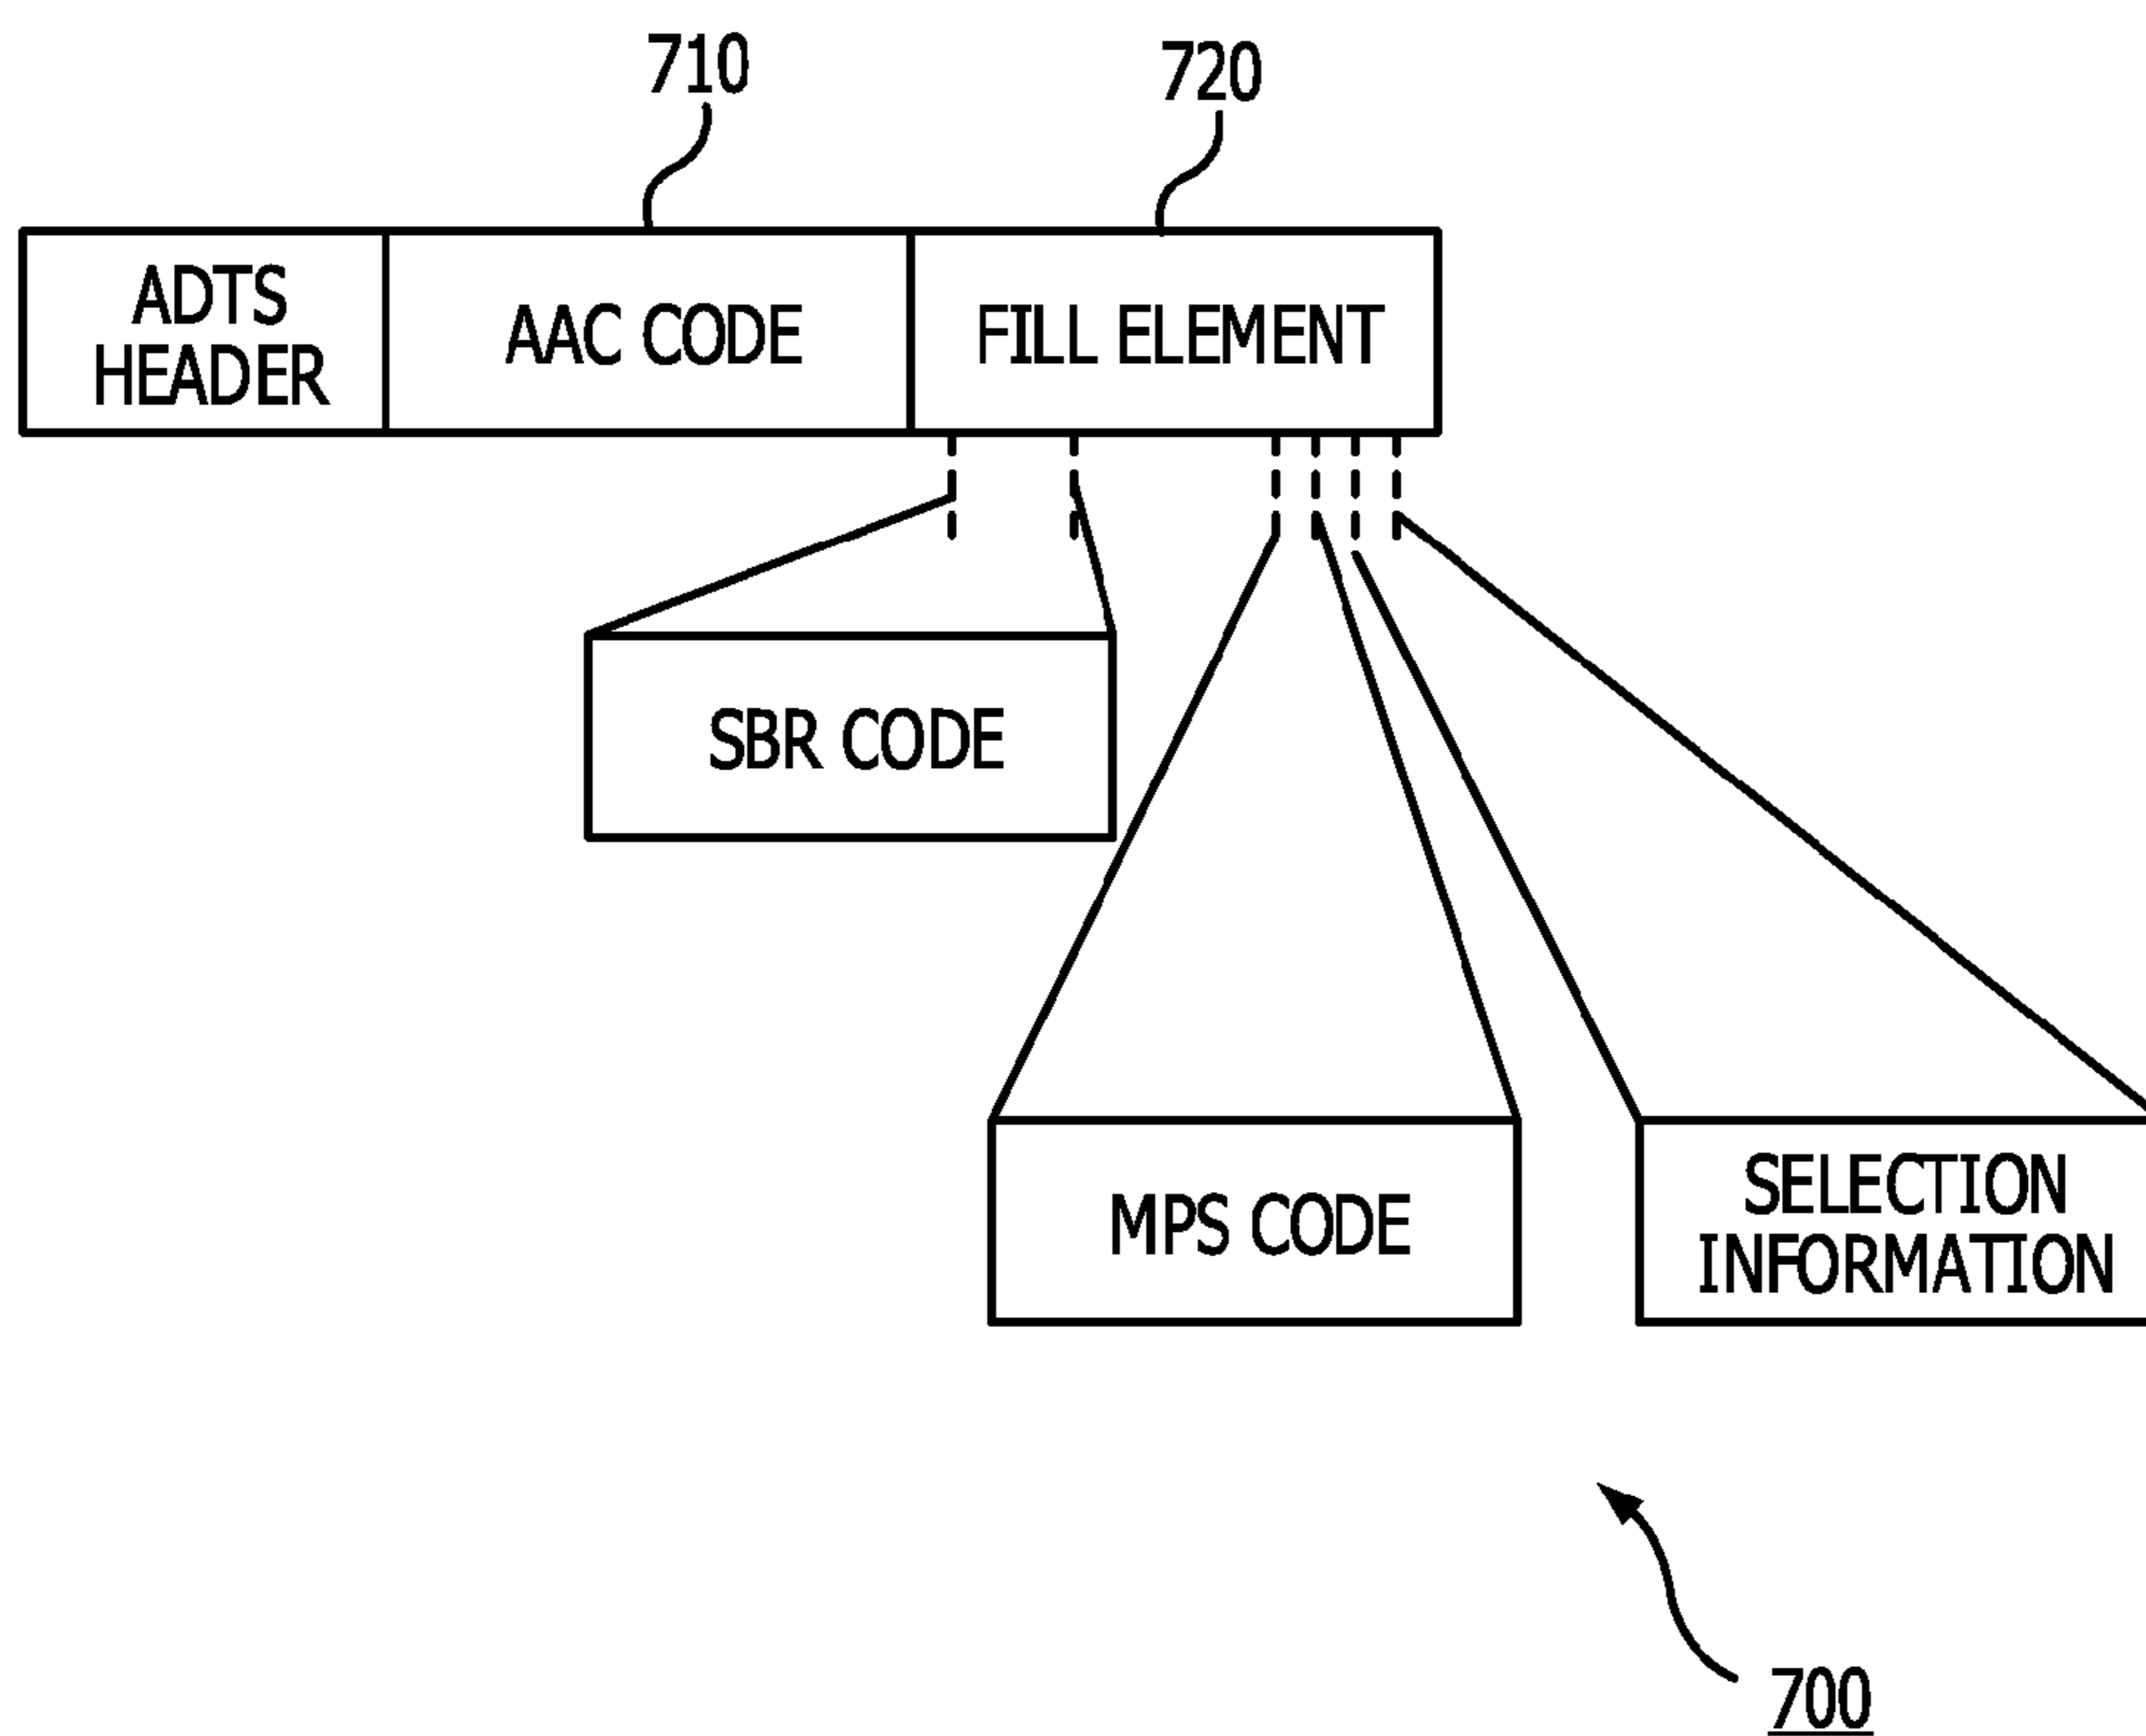 710
720
ADTS
HEADER
AAC CODE
FILL ELEMENT
SBR CODE
MPS CODE
SELECTION
INFORMATION
700